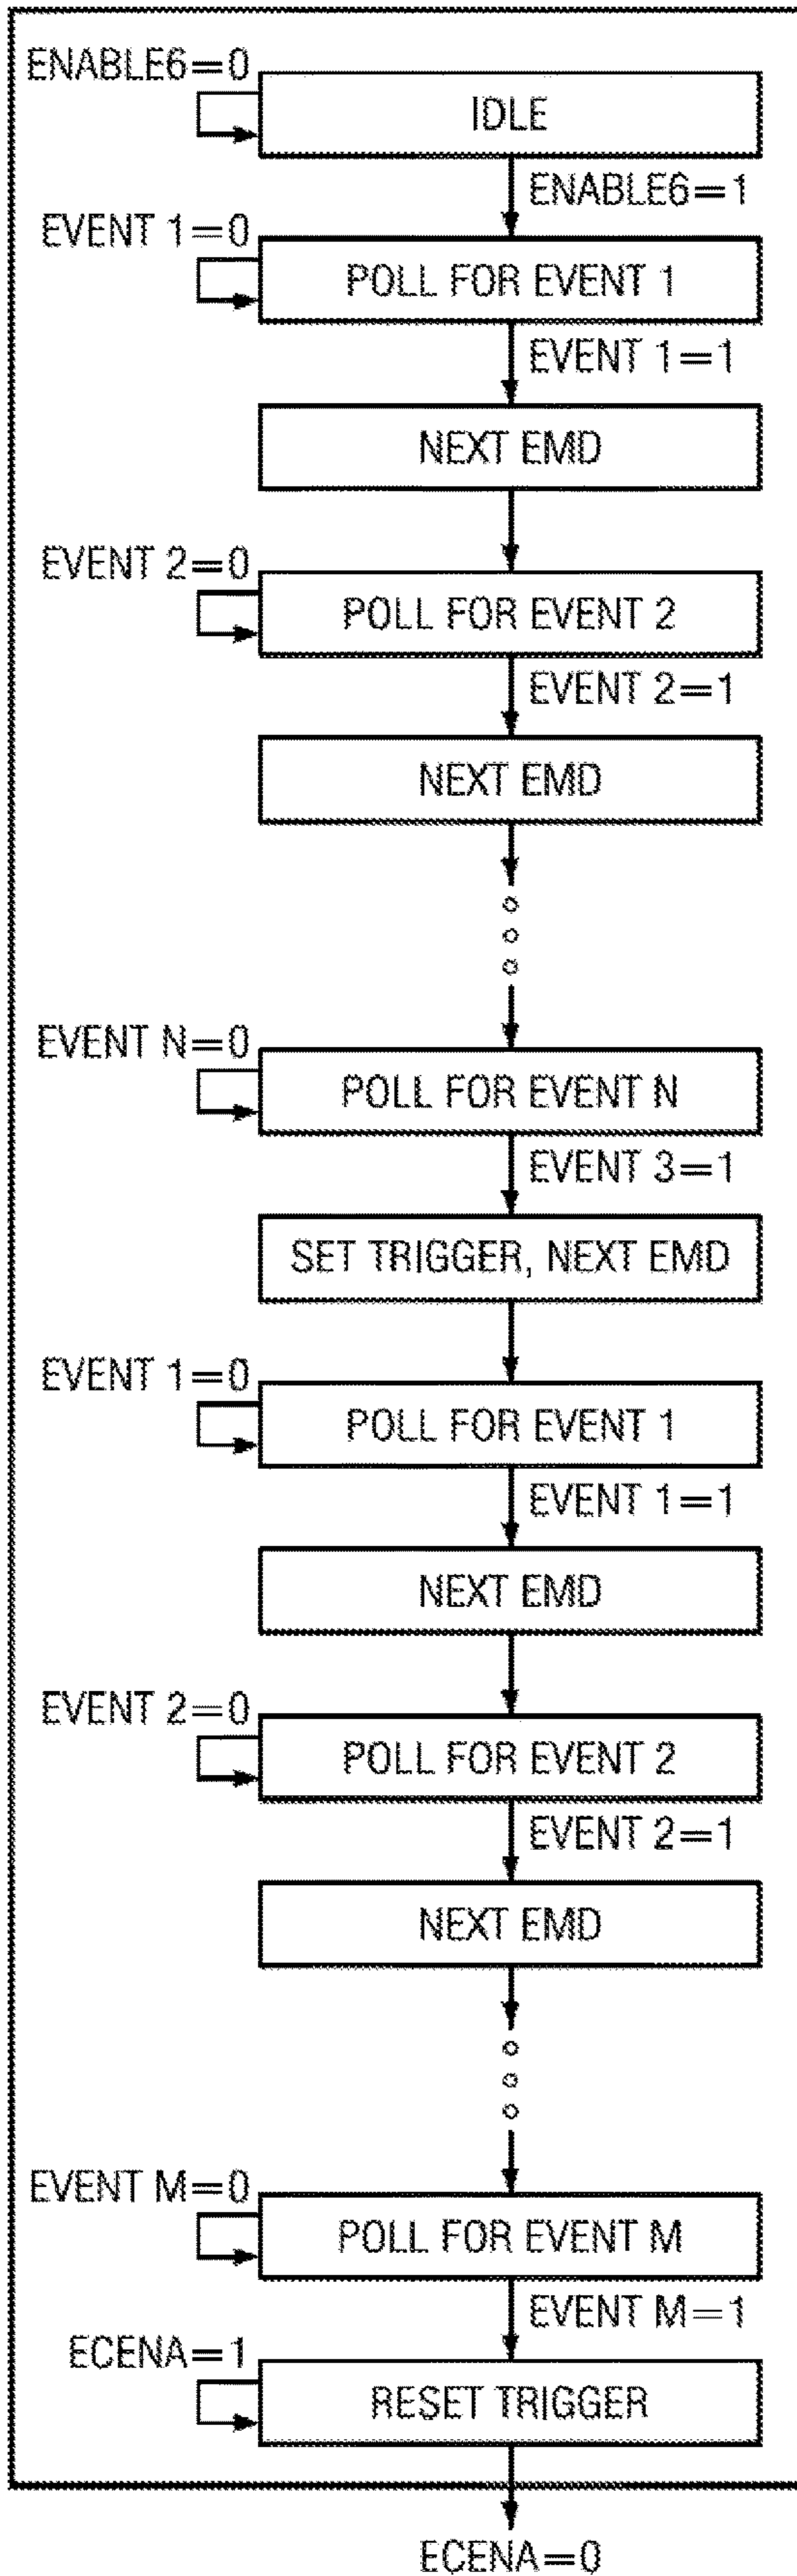 ENABLE6=0
IDLE
ENABLE6=1
EVENT 1=0
POLL FOR EVENT 1
EVENT 1=1
NEXT EMD
EVENT 2=0
POLL FOR EVENT 2
EVENT 2=1
NEXT EMD
EVENT N=0
POLL FOR EVENT N
EVENT 3=1
SET TRIGGER, NEXT EMD
EVENT 1=0
POLL FOR EVENT 1
EVENT 1=1
NEXT EMD
EVENT 2=0
POLL FOR EVENT 2
EVENT 2=1
NEXT EMD
EVENT M=0
POLL FOR EVENT M
EVENT M=1
ECENA=1
RESET TRIGGER
ECENA=0